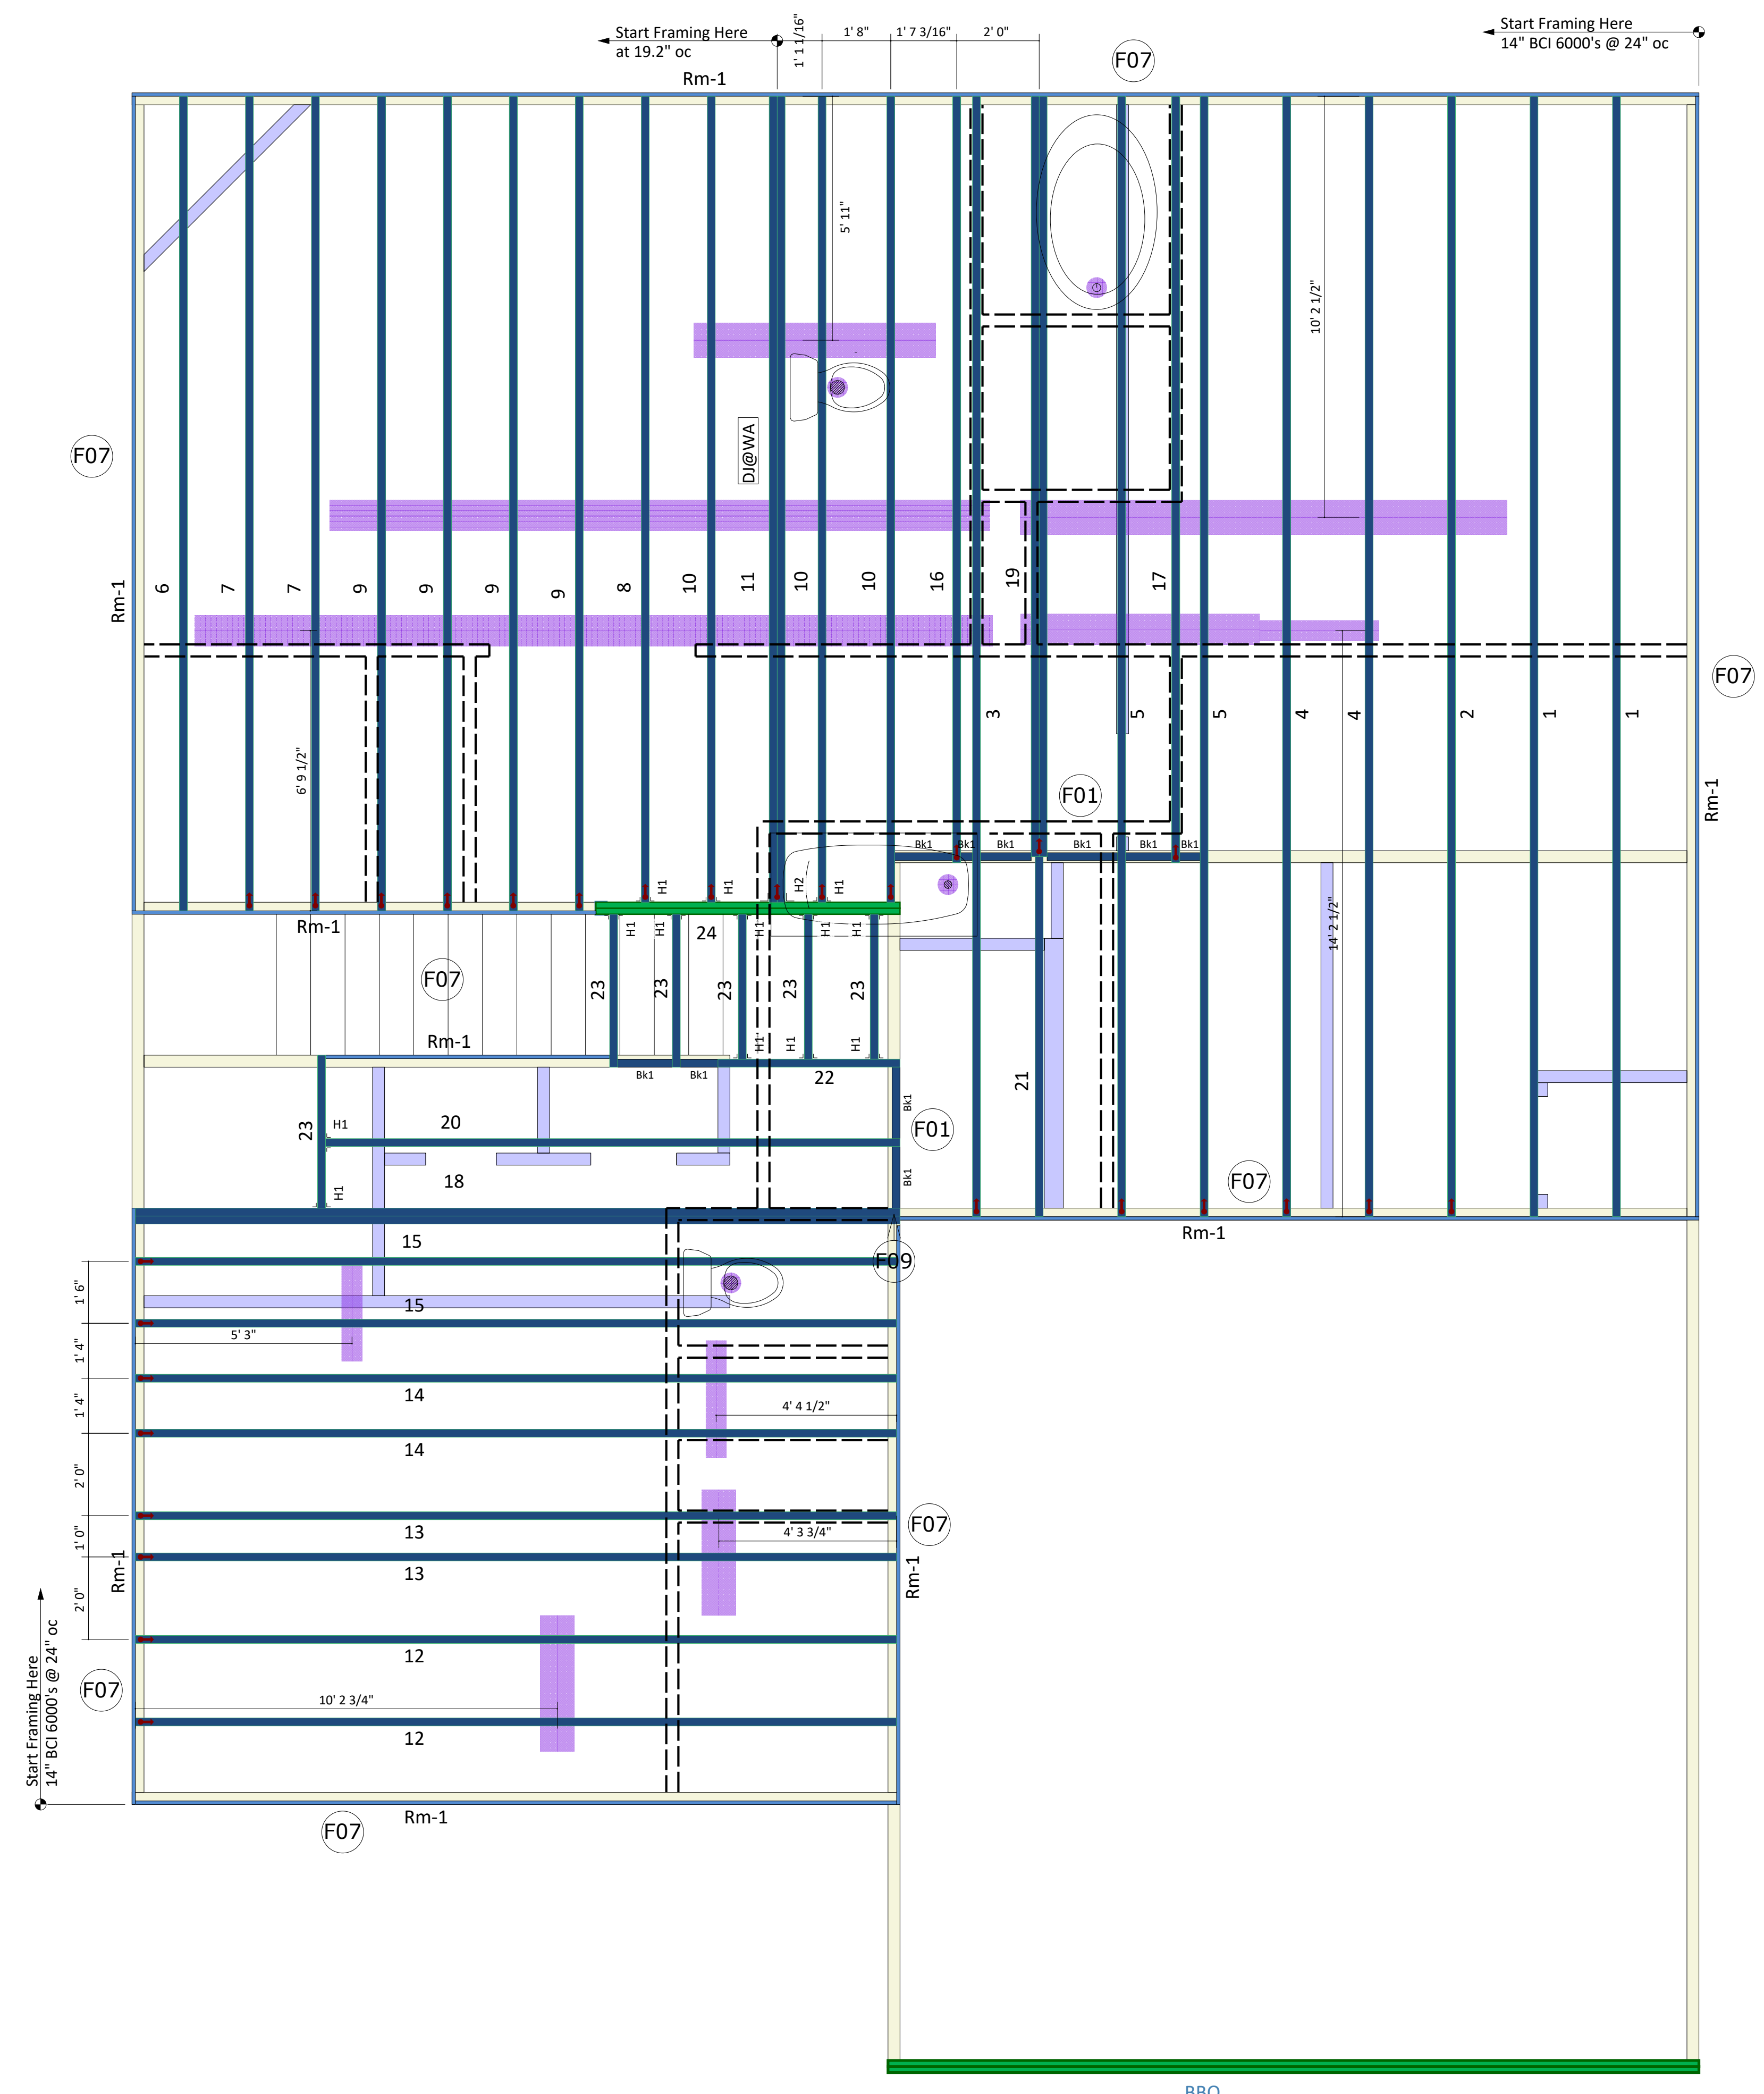 Start Framing Here
at 19.2" oc
1' 1 1/16"
1' 8"
1' 7 3/16"
2' 0"
Start Framing Here
14" BCI 6000's @ 24" oc
F07
Rm-1
5' 11"
10' 2 1/2"
F07
DJ@WA
Rm-1
6
7
7
9
9
9
9
8
10
11
10
10
16
19
17
F07
3
5
5
4
4
2
1
1
6' 9 1/2"
F01
Rm-1
Bk1
Bk1
Bk1
Bk1
Bk1
Bk1
H1
H1
H2
H1
Rm-1
H1
H1
24
H1
H1
H1
14' 2 1/2"
F07
23
23
23
23
23
Rm-1
H1
H1
H1
Bk1
Bk1
22
21
Bk1
23
H1
20
F01
18
H1
Bk1
F07
Rm-1
15
F09
1' 6"
15
5' 3"
1' 4"
14
1' 4"
4' 4 1/2"
14
2' 0"
13
F07
4' 3 3/4"
1' 0"
13
Rm-1
Rm-1
2' 0"
12
Start Framing Here
14" BCI 6000's @ 24" oc
F07
10' 2 3/4"
12
Rm-1
F07
BBO